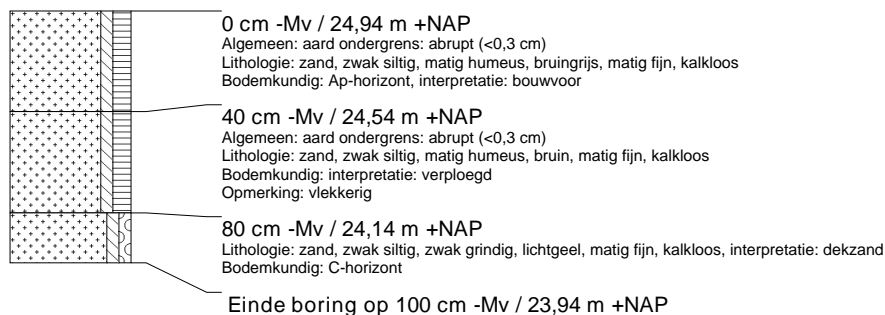 0 cm -Mv / 24,94 m +NAP
Algemeen: aard ondergrens: abrupt (<0,3 cm)
Lithologie: zand, zwak siltig, matig humeus, bruingrijs, matig fijn, kalkloos
Bodemkundig: Ap-horizont, interpretatie: bouwvoor
40 cm -Mv / 24,54 m +NAP
Algemeen: aard ondergrens: abrupt (<0,3 cm)
Lithologie: zand, zwak siltig, matig humeus, bruin, matig fijn, kalkloos
Bodemkundig: interpretatie: verploegd
Opmerking: vlekkerig
80 cm -Mv / 24,14 m +NAP
Lithologie: zand, zwak siltig, zwak grindig, lichtgeel, matig fijn, kalkloos, interpretatie: dekzand
Bodemkundig: C-horizont
Einde boring op 100 cm -Mv / 23,94 m +NAP